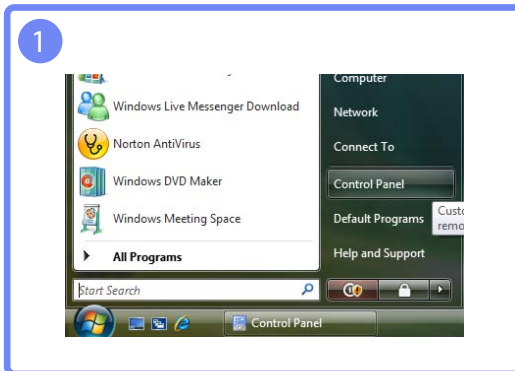 1
Computer
Windows Live Messenger Download
Network
Norton AntiVirus
Connect To
Windows DVD Maker
Control Panel
Windows Meeting Space
Default Programs
All Programs
Help and Support
Start Search
Control Panel